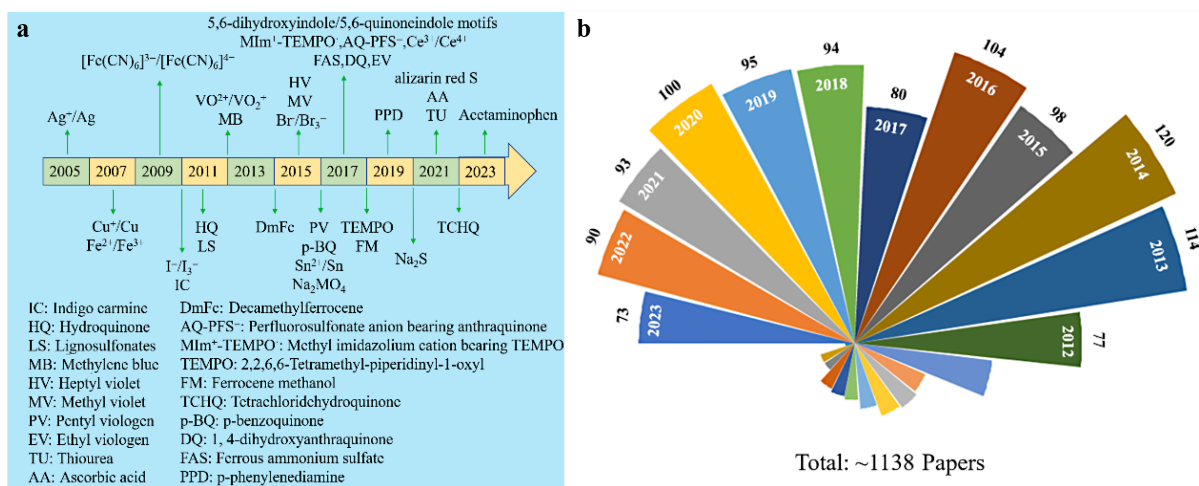 a
5,6-dihydroxyindole/5,6-quinoneindole motifs
MIm⁺-TEMPO·,AQ-PFS⁻,Ce³⁺/Ce⁴⁺
FAS,DQ,EV
[Fe(CN)₆]³⁻/[Fe(CN)₆]⁴⁻
HV
MV
Br⁻/Br₃⁻
alizarin red S
AA
TU
VO²⁺/VO₂⁺
MB
Ag⁺/Ag
PPD
Acetaminophen
2005 2007 2009 2011 2013 2015 2017 2019 2021 2023
Cu⁺/Cu
Fe²⁺/Fe³⁺
I⁻/I₃⁻
IC
HQ
LS
DmFc
PV
p-BQ
Sn²⁺/Sn
Na₂MO₄
TEMPO
FM
Na₂S
TCHQ
IC: Indigo carmine
HQ: Hydroquinone
LS: Lignosulfonates
MB: Methylene blue
HV: Heptyl violet
MV: Methyl violet
PV: Pentyl viologen
EV: Ethyl viologen
TU: Thiourea
AA: Ascorbic acid
DmFc: Decamethylferrocene
AQ-PFS⁻: Perfluorosulfonate anion bearing anthraquinone
MIm⁺-TEMPO·: Methyl imidazolium cation bearing TEMPO
TEMPO: 2,2,6,6-Tetramethyl-piperidinyl-1-oxyl
FM: Ferrocene methanol
TCHQ: Tetrachloridehydroquinone
p-BQ: p-benzoquinone
DQ: 1, 4-dihydroxyanthraquinone
FAS: Ferrous ammonium sulfate
PPD: p-phenylenediamine
b
73
2023
90
2022
93
2021
100
2020
95
2019
94
2018
80
2017
104
2016
98
2015
120
2014
114
2013
77
2012
Total: ~1138 Papers